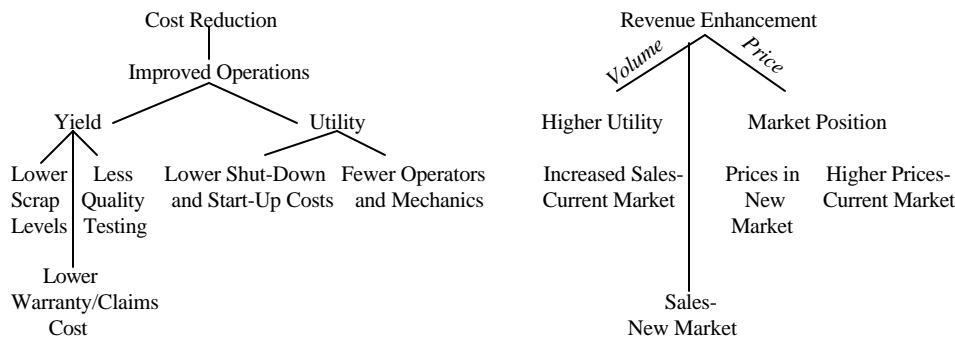 Cost Reduction
Improved Operations
Yield
Utility
Lower
Scrap
Levels
Less
Quality
Testing
Lower Shut-Down
and Start-Up Costs
Fewer Operators
and Mechanics
Lower
Warranty/Claims
Cost
Revenue Enhancement
Volume
Price
Higher Utility
Market Position
Increased Sales-
Current Market
Prices in
New
Market
Higher Prices-
Current Market
Sales-
New Market